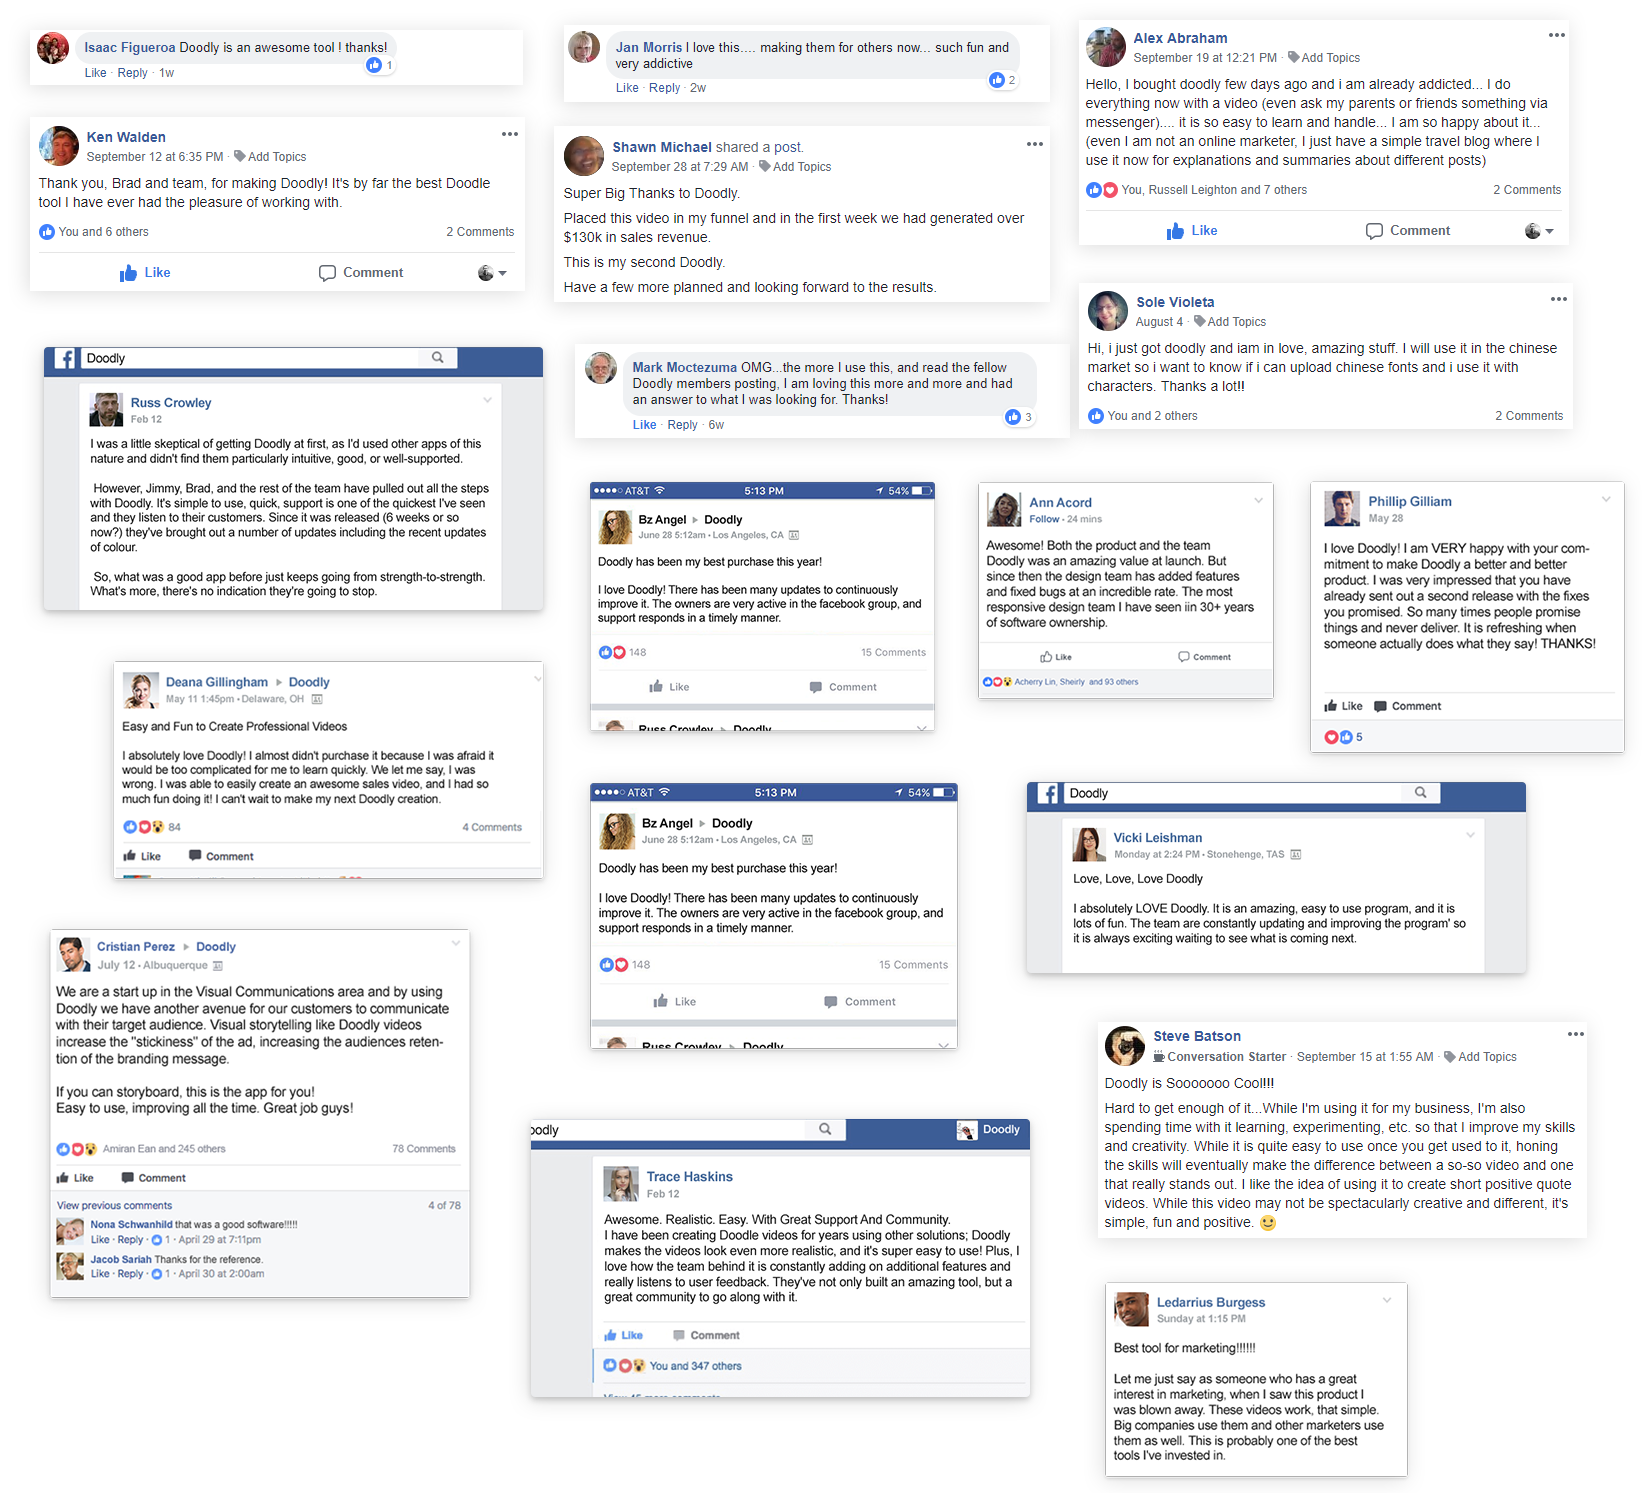 Isaac Figueroa Doodly is an awesome tool ! thanks!
1
Like · Reply · 1w
Jan Morris I love this.... making them for others now... such fun and
very addictive
2
Like · Reply · 2w
Alex Abraham
September 19 at 12:21 PM · Add Topics
Hello, I bought doodly few days ago and i am already addicted... I do
everything now with a video (even ask my parents or friends something via
messenger).... it is so easy to learn and handle... I am so happy about it...
(even I am not an online marketer, I just have a simple travel blog where I
use it now for explanations and summaries about different posts)
You, Russell Leighton and 7 others 2 Comments
Like Comment
Ken Walden
September 12 at 6:35 PM · Add Topics
Thank you, Brad and team, for making Doodly! It's by far the best Doodle
tool I have ever had the pleasure of working with.
You and 6 others 2 Comments
Like Comment
Shawn Michael shared a post.
September 28 at 7:29 AM · Add Topics
Super Big Thanks to Doodly.
Placed this video in my funnel and in the first week we had generated over
$130k in sales revenue.
This is my second Doodly.
Have a few more planned and looking forward to the results.
Sole Violeta
August 4 · Add Topics
Hi, i just got doodly and iam in love, amazing stuff. I will use it in the chinese
market so i want to know if i can upload chinese fonts and i use it with
characters. Thanks a lot!!
You and 2 others 2 Comments
Doodly
Russ Crowley
Feb 12
I was a little skeptical of getting Doodly at first, as I'd used other apps of this
nature and didn't find them particularly intuitive, good, or well-supported.
However, Jimmy, Brad, and the rest of the team have pulled out all the steps
with Doodly. It's simple to use, quick, support is one of the quickest I've seen
and they listen to their customers. Since it was released (6 weeks or so
now?) they've brought out a number of updates including the recent updates
of colour.
So, what was a good app before just keeps going from strength-to-strength.
What's more, there's no indication they're going to stop.
Mark Moctezuma OMG...the more I use this, and read the fellow
Doodly members posting, I am loving this more and more and had
an answer to what I was looking for. Thanks!
3
Like · Reply · 6w
AT&T 5:13 PM 54%
Bz Angel ▸ Doodly
June 28 5:12am · Los Angeles, CA
Doodly has been my best purchase this year!
I love Doodly! There has been many updates to continuously
improve it. The owners are very active in the facebook group, and
support responds in a timely manner.
148 15 Comments
Like Comment
Russ Crowley ▸ Doodly
Ann Acord
Follow · 24 mins
Awesome! Both the product and the team
Doodly was an amazing value at launch. But
since then the design team has added features
and fixed bugs at an incredible rate. The most
responsive design team I have seen iin 30+ years
of software ownership.
Like Comment
Acherry Lin, Sheirly and 93 others
Phillip Gilliam
May 28
I love Doodly! I am VERY happy with your com-
mitment to make Doodly a better and better
product. I was very impressed that you have
already sent out a second release with the fixes
you promised. So many times people promise
things and never deliver. It is refreshing when
someone actually does what they say! THANKS!
Like Comment
5
Deana Gillingham ▸ Doodly
May 11 1:45pm · Delaware, OH
Easy and Fun to Create Professional Videos
I absolutely love Doodly! I almost didn't purchase it because I was afraid it
would be too complicated for me to learn quickly. We let me say, I was
wrong. I was able to easily create an awesome sales video, and I had so
much fun doing it! I can't wait to make my next Doodly creation.
84 4 Comments
Like Comment
AT&T 5:13 PM 54%
Bz Angel ▸ Doodly
June 28 5:12am · Los Angeles, CA
Doodly has been my best purchase this year!
I love Doodly! There has been many updates to continuously
improve it. The owners are very active in the facebook group, and
support responds in a timely manner.
148 15 Comments
Like Comment
Russ Crowley ▸ Doodly
Doodly
Vicki Leishman
Monday at 2:24 PM · Stonehenge, TAS
Love, Love, Love Doodly
I absolutely LOVE Doodly. It is an amazing, easy to use program, and it is
lots of fun. The team are constantly updating and improving the program' so
it is always exciting waiting to see what is coming next.
Cristian Perez ▸ Doodly
July 12 · Albuquerque
We are a start up in the Visual Communications area and by using
Doodly we have another avenue for our customers to communicate
with their target audience. Visual storytelling like Doodly videos
increase the "stickiness" of the ad, increasing the audiences reten-
tion of the branding message.
If you can storyboard, this is the app for you!
Easy to use, improving all the time. Great job guys!
Amiran Ean and 245 others 78 Comments
Like Comment
View previous comments 4 of 78
Nona Schwanhild that was a good software!!!!!
Like · Reply · 1 · April 29 at 7:11pm
Jacob Sariah Thanks for the reference.
Like · Reply · 1 · April 30 at 2:00am
oodly Doodly
Trace Haskins
Feb 12
Awesome. Realistic. Easy. With Great Support And Community.
I have been creating Doodle videos for years using other solutions; Doodly
makes the videos look even more realistic, and it's super easy to use! Plus, I
love how the team behind it is constantly adding on additional features and
really listens to user feedback. They've not only built an amazing tool, but a
great community to go along with it.
Like Comment
You and 347 others
Steve Batson
Conversation Starter · September 15 at 1:55 AM · Add Topics
Doodly is Sooooooo Cool!!!
Hard to get enough of it...While I'm using it for my business, I'm also
spending time with it learning, experimenting, etc. so that I improve my skills
and creativity. While it is quite easy to use once you get used to it, honing
the skills will eventually make the difference between a so-so video and one
that really stands out. I like the idea of using it to create short positive quote
videos. While this video may not be spectacularly creative and different, it's
simple, fun and positive.
Ledarrius Burgess
Sunday at 1:15 PM
Best tool for marketing!!!!!!
Let me just say as someone who has a great
interest in marketing, when I saw this product I
was blown away. These videos work, that simple.
Big companies use them and other marketers use
them as well. This is probably one of the best
tools I've invested in.